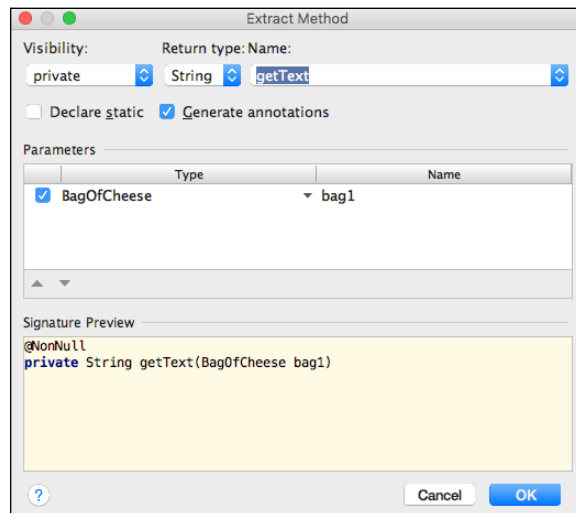 Extract Method
Visibility: Return type: Name:
private String getText
Declare static Generate annotations
Parameters
Type Name
BagOfCheese bag1
Signature Preview
@NonNull
private String getText(BagOfCheese bag1)
? Cancel OK